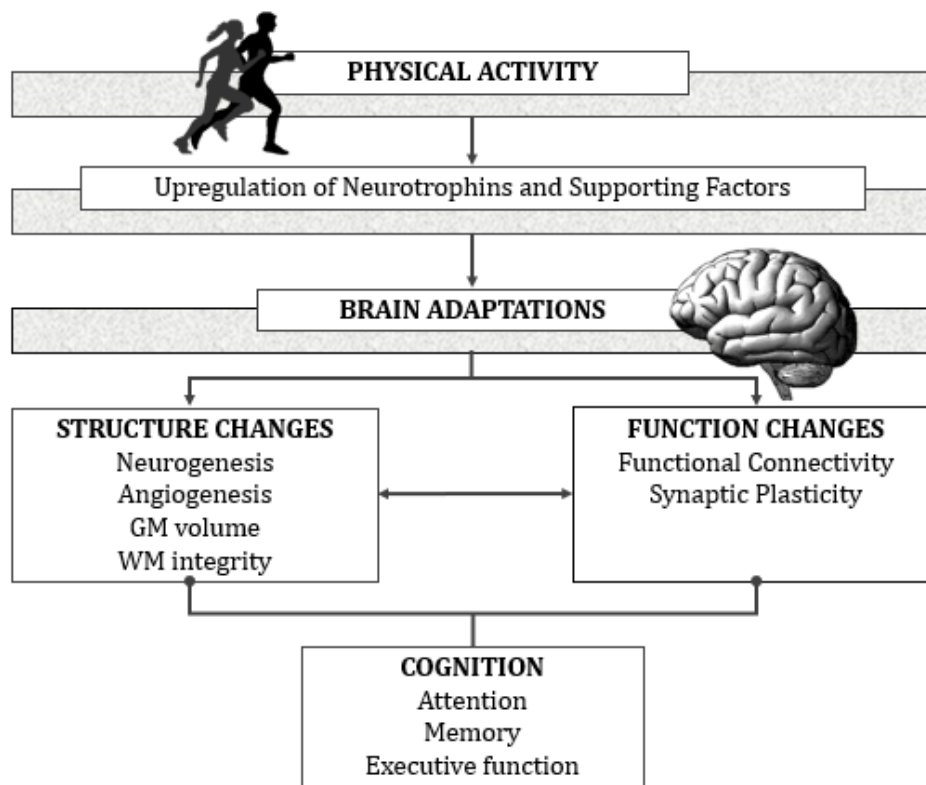 PHYSICAL ACTIVITY
Upregulation of Neurotrophins and Supporting Factors
BRAIN ADAPTATIONS
STRUCTURE CHANGES
Neurogenesis
Angiogenesis
GM volume
WM integrity
FUNCTION CHANGES
Functional Connectivity
Synaptic Plasticity
COGNITION
Attention
Memory
Executive function